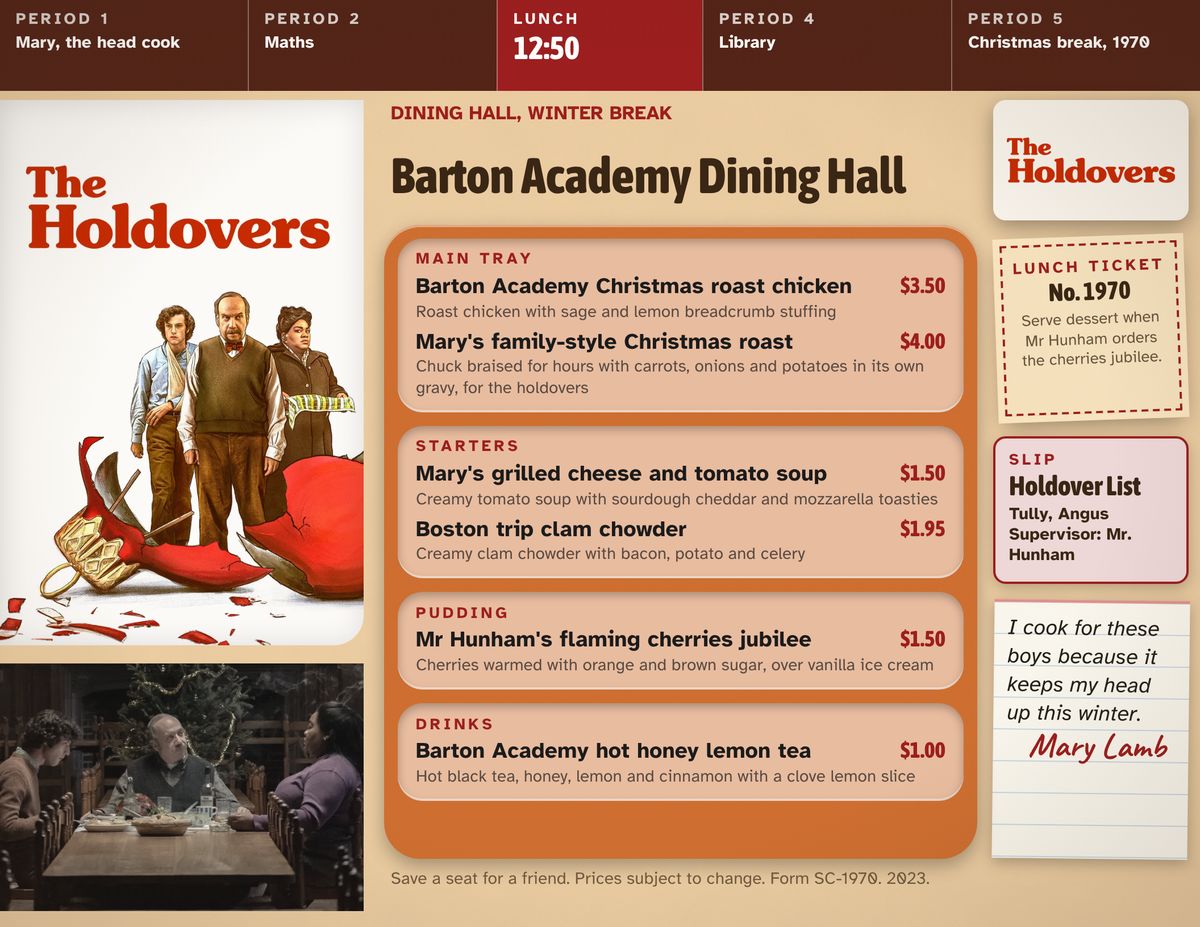 PERIOD 1
Mary, the head cook
PERIOD 2
Maths
LUNCH
12:50
PERIOD 4
Library
PERIOD 5
Christmas break, 1970
The
Holdovers
DINING HALL, WINTER BREAK
Barton Academy Dining Hall
MAIN TRAY
Barton Academy Christmas roast chicken $3.50
Roast chicken with sage and lemon breadcrumb stuffing
Mary's family-style Christmas roast $4.00
Chuck braised for hours with carrots, onions and potatoes in its own
gravy, for the holdovers
STARTERS
Mary's grilled cheese and tomato soup $1.50
Creamy tomato soup with sourdough cheddar and mozzarella toasties
Boston trip clam chowder $1.95
Creamy clam chowder with bacon, potato and celery
PUDDING
Mr Hunham's flaming cherries jubilee $1.50
Cherries warmed with orange and brown sugar, over vanilla ice cream
DRINKS
Barton Academy hot honey lemon tea $1.00
Hot black tea, honey, lemon and cinnamon with a clove lemon slice
Save a seat for a friend. Prices subject to change. Form SC-1970. 2023.
The
Holdovers
LUNCH TICKET
No. 1970
Serve dessert when
Mr Hunham orders
the cherries jubilee.
SLIP
Holdover List
Tully, Angus
Supervisor: Mr.
Hunham
I cook for these
boys because it
keeps my head
up this winter.
Mary Lamb